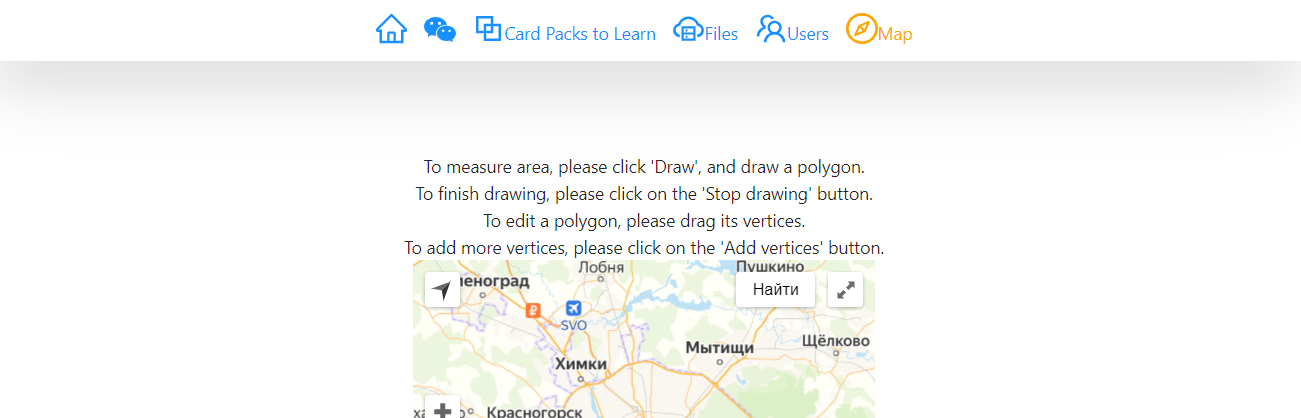 Card Packs to Learn Files Users Map
To measure area, please click 'Draw', and draw a polygon.
To finish drawing, please click on the 'Stop drawing' button.
To edit a polygon, please drag its vertices.
To add more vertices, please click on the 'Add vertices' button.
Лобня
Пушкино
леноград
Найти
SVO
Мытищи
Щёлково
Химки
Красногорск